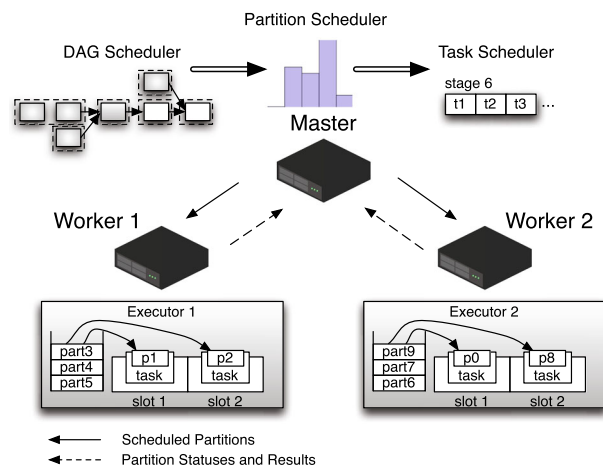 Partition Scheduler
DAG Scheduler
Task Scheduler
stage 6
t1 t2 t3 ...
Master
Worker 1
Worker 2
Executor 1
part3
part4
part5
p1
task
p2
task
slot 1
slot 2
Executor 2
part9
part7
part6
p0
task
p8
task
slot 1
slot 2
Scheduled Partitions
Partition Statuses and Results